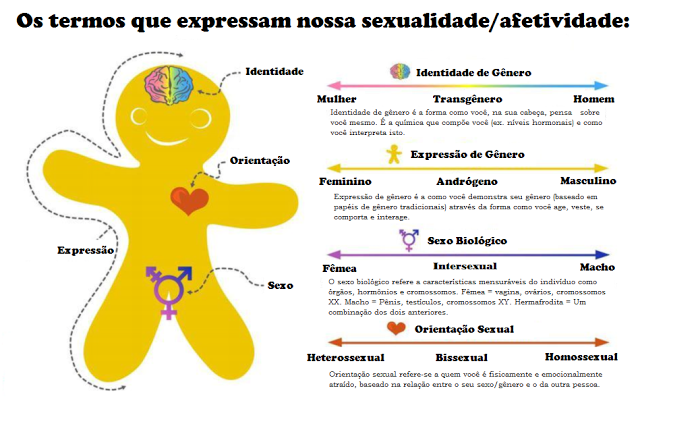 Os termos que expressam nossa sexualidade/afetividade:
Identidade
Orientação
Expressão
Sexo
Identidade de Gênero
Mulher Transgênero Homem
Identidade de gênero é a forma como você, na sua cabeça, pensa sobre
você mesmo. É a química que compõe você (ex. níveis hormonais) e como
você interpreta isto.
Expressão de Gênero
Feminino Andrógeno Masculino
Expressão de gênero é a como você demonstra seu gênero (baseado em
papéis de gênero tradicionais) através da forma como você age, veste, se
comporta e interage.
Sexo Biológico
Fêmea Intersexual Macho
O sexo biológico refere a características mensuráveis do indivíduo como
órgãos, hormônios e cromossomos. Fêmea = vagina, ovários, cromossomos
XX. Macho = Pênis, testículos, cromossomos XY. Hermafrodita = Um
combinação dos dois anteriores.
Orientação Sexual
Heterossexual Bissexual Homossexual
Orientação sexual refere-se a quem você é fisicamente e emocionalmente
atraído, baseado na relação entre o seu sexo/gênero e o da outra pessoa.